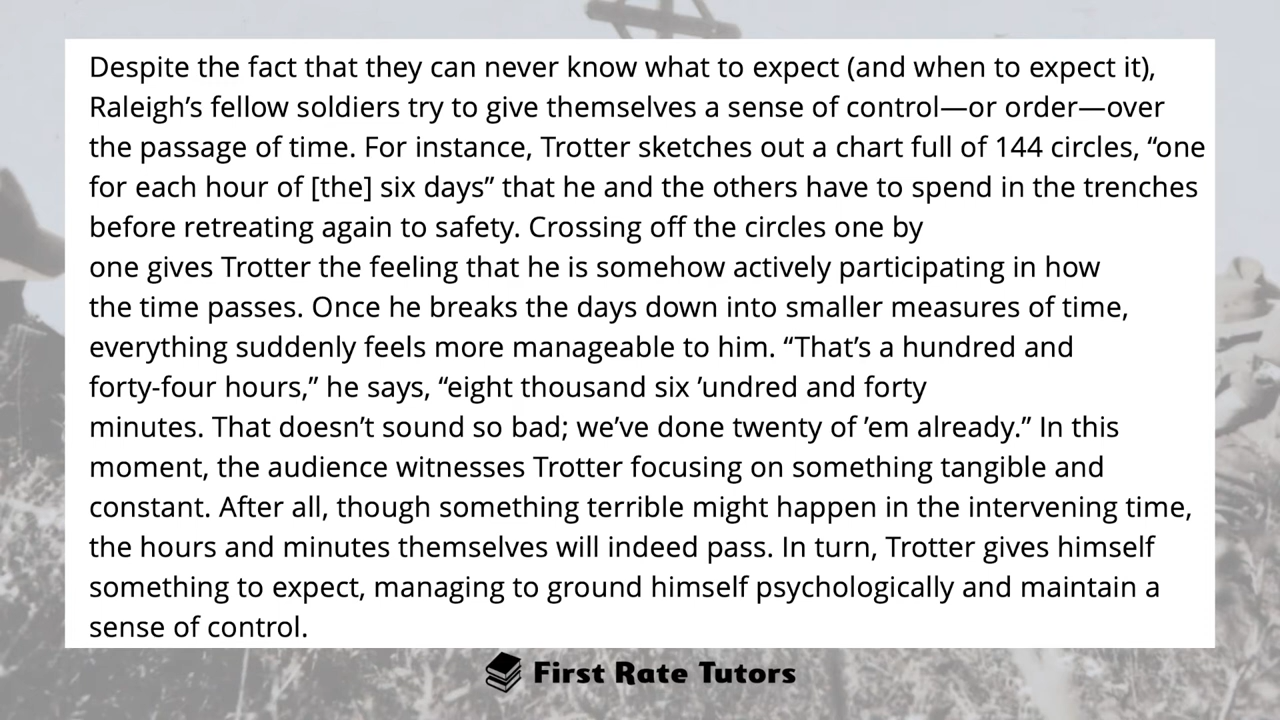 Despite the fact that they can never know what to expect (and when to expect it),
Raleigh’s fellow soldiers try to give themselves a sense of control—or order—over
the passage of time. For instance, Trotter sketches out a chart full of 144 circles, “one
for each hour of [the] six days” that he and the others have to spend in the trenches
before retreating again to safety. Crossing off the circles one by
one gives Trotter the feeling that he is somehow actively participating in how
the time passes. Once he breaks the days down into smaller measures of time,
everything suddenly feels more manageable to him. “That’s a hundred and
forty-four hours,” he says, “eight thousand six ’undred and forty
minutes. That doesn’t sound so bad; we’ve done twenty of ’em already.” In this
moment, the audience witnesses Trotter focusing on something tangible and
constant. After all, though something terrible might happen in the intervening time,
the hours and minutes themselves will indeed pass. In turn, Trotter gives himself
something to expect, managing to ground himself psychologically and maintain a
sense of control.
First Rate Tutors